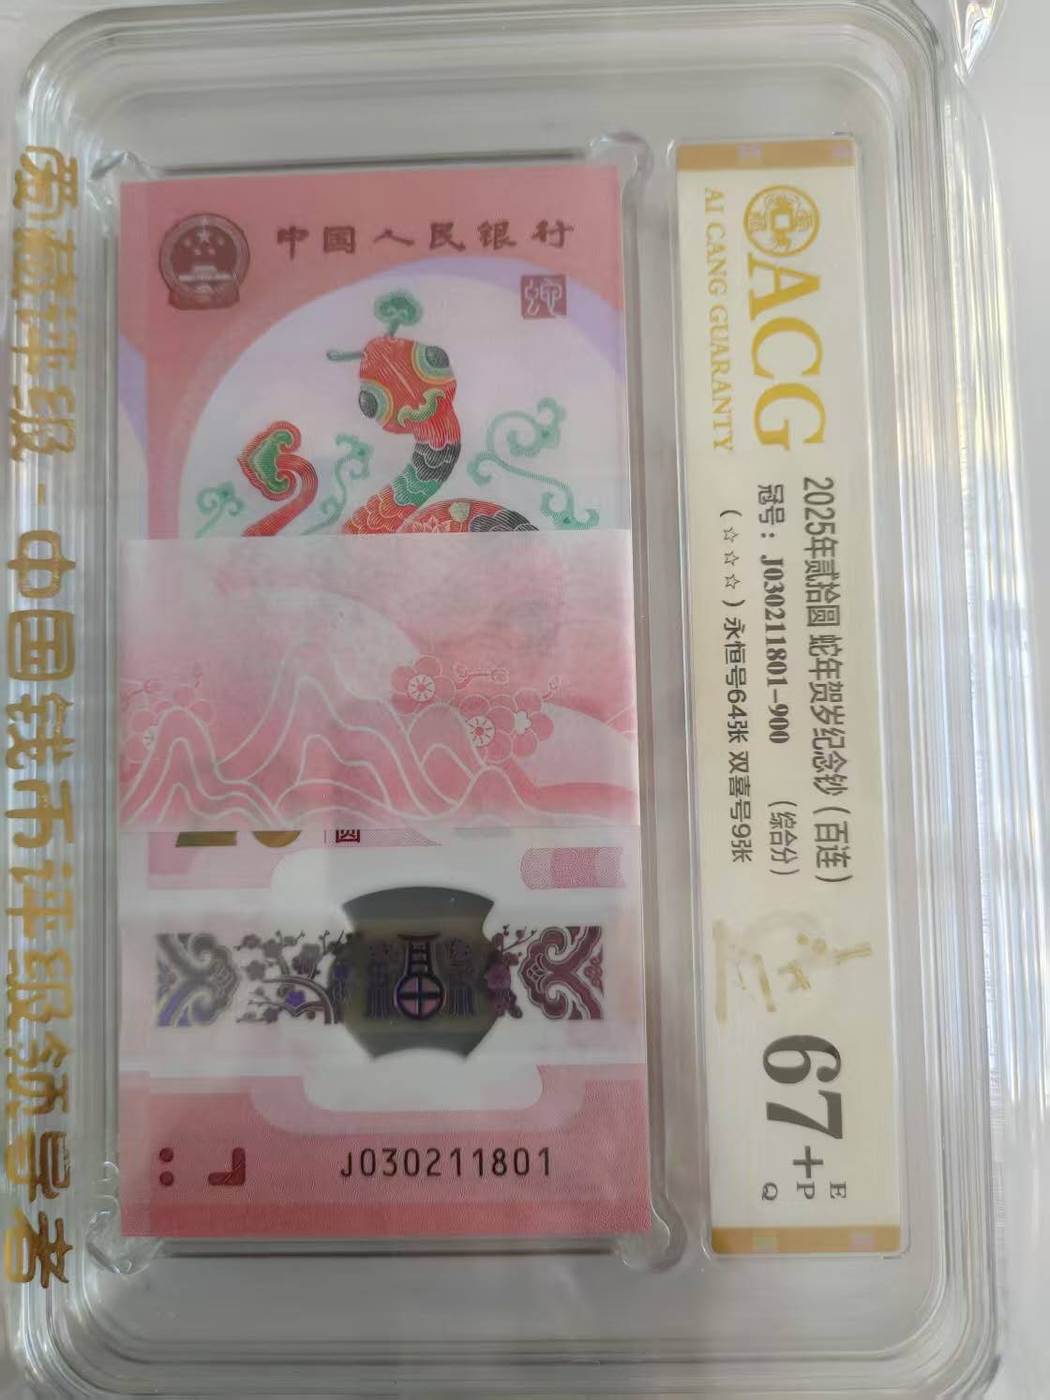 爱藏评级-中国钱币评级领导者
中国人民银行
圆
J030211801
ACG
AI CANG GUARANTY
2025年贰拾圆 蛇年贺岁纪念钞(百连)
冠号:J030211801-900 (综合分)
(☆☆☆)永恒号64张 双喜号9张
67+
E
P
Q